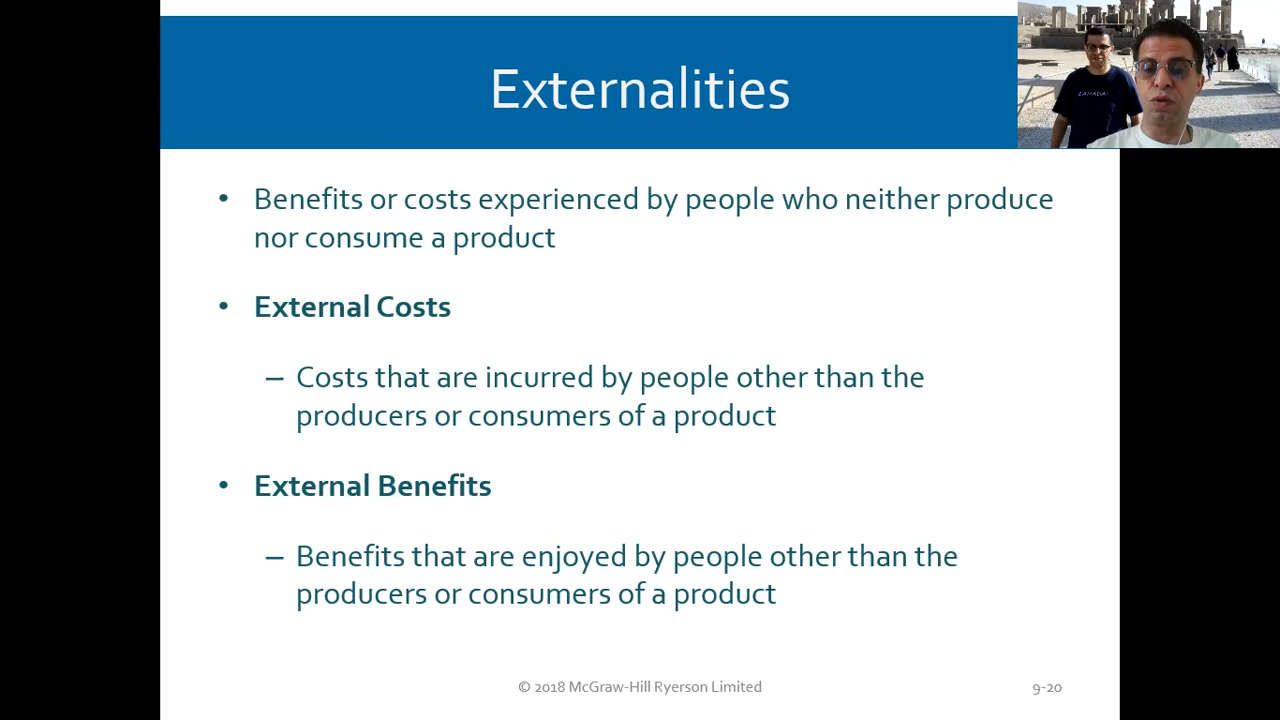 Externalities
CANADA
• Benefits or costs experienced by people who neither produce
nor consume a product
• External Costs
– Costs that are incurred by people other than the
producers or consumers of a product
• External Benefits
– Benefits that are enjoyed by people other than the
producers or consumers of a product
© 2018 McGraw-Hill Ryerson Limited
9-20